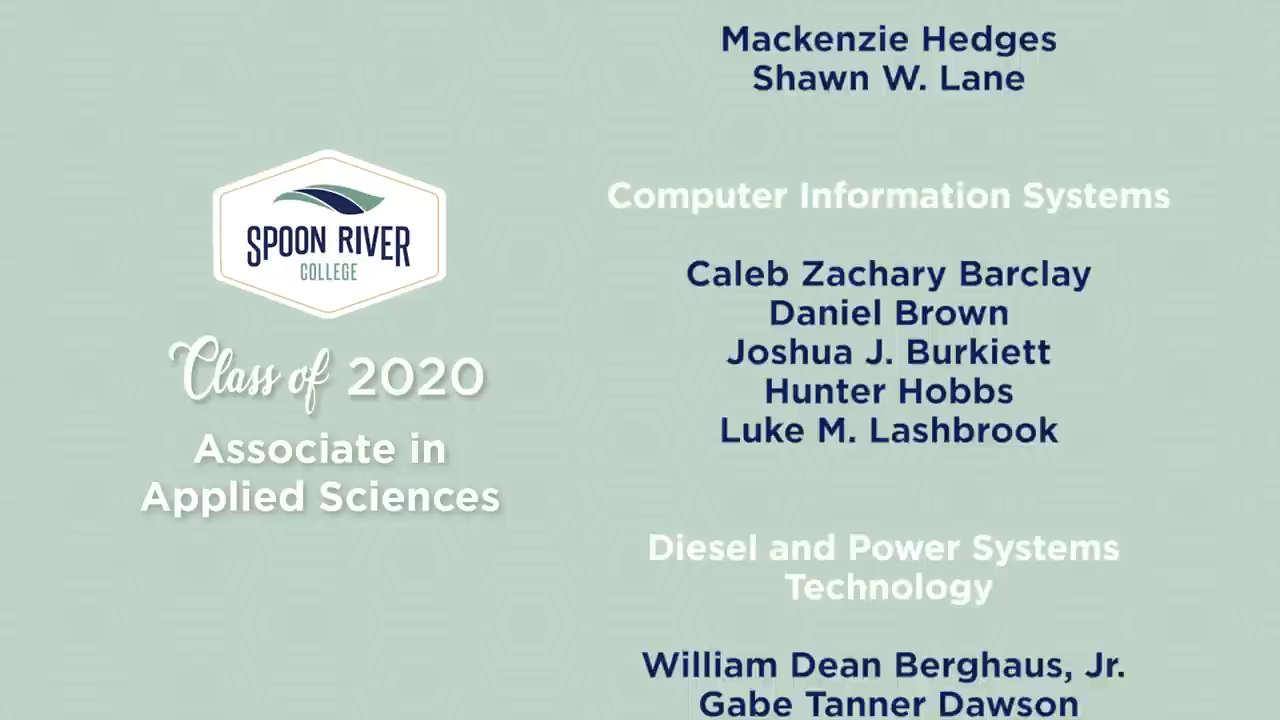 SPOON RIVER
COLLEGE
Class of 2020
Associate in
Applied Sciences
Mackenzie Hedges
Shawn W. Lane
Computer Information Systems
Caleb Zachary Barclay
Daniel Brown
Joshua J. Burkiett
Hunter Hobbs
Luke M. Lashbrook
Diesel and Power Systems
Technology
William Dean Berghaus, Jr.
Gabe Tanner Dawson